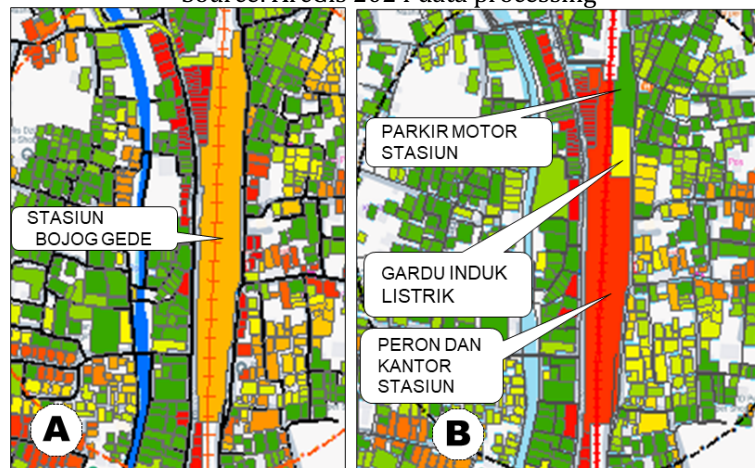 Source: Arcgis 2024 data processing
PARKIR MOTOR
STASIUN
STASIUN
BOJOG GEDE
GARDU INDUK
LISTRIK
PERON DAN
KANTOR
STASIUN
A
B